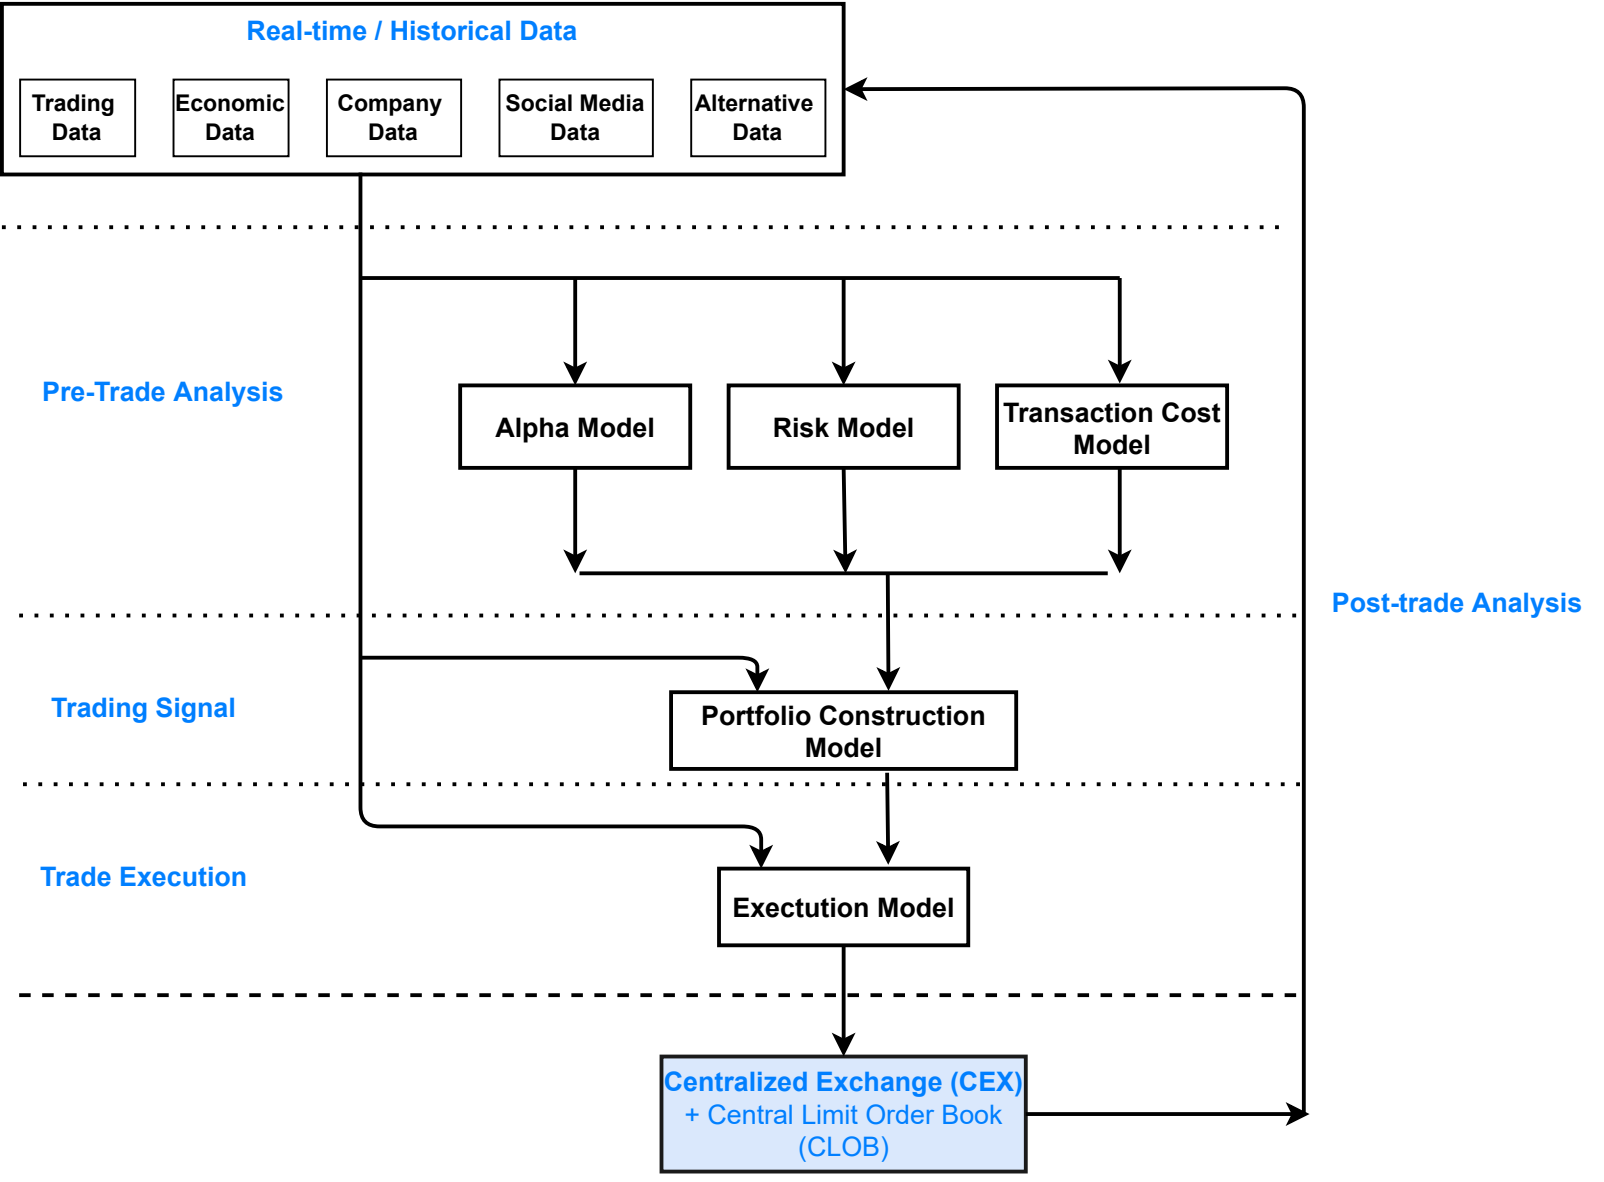 Real-time / Historical Data
Trading
Data
Economic
Data
Company
Data
Social Media
Data
Alternative
Data
Pre-Trade Analysis
Alpha Model
Risk Model
Transaction Cost
Model
Post-trade Analysis
Trading Signal
Portfolio Construction
Model
Trade Execution
Exectution Model
Centralized Exchange (CEX)
+ Central Limit Order Book
(CLOB)